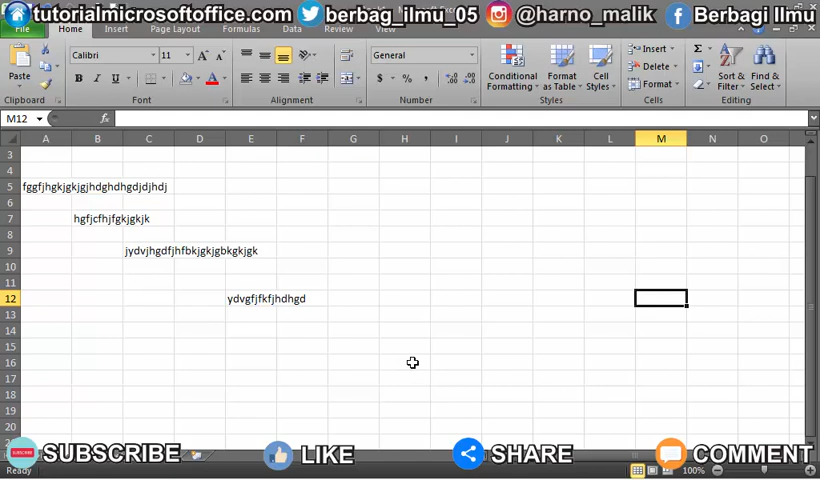 tutorialmicrosoftoffice.com berbag_ilmu_05 @harno_malik Berbagi Ilmu
File Home Insert Page Layout Formulas Data Review View
Calibri 11 General Insert
Paste Conditional Formatting Format as Table Cell Styles Delete Sort & Filter Find & Select
Format
Clipboard Font Alignment Number Styles Cells Editing
M12 fx
A B C D E F G H I J K L M N O
3
4
5 fggfjhgkjgkjgjhdghdhgdjdjhdj
6
7 hgfjcfhjfgkjgkjk
8
9 jydvjhgdfjhfbkjgkjgbkgkjgk
10
11
12 ydvgfjfkfjhdhgd
13
14
15
16
17
18
19
SUBSCRIBE LIKE SHARE COMMENT
Ready 100%